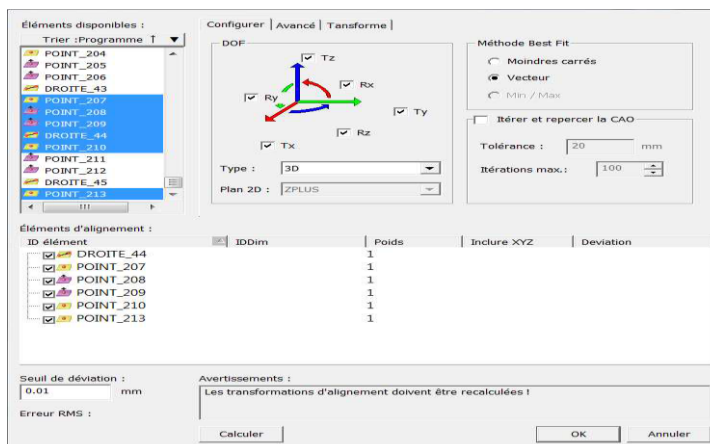 Éléments disponibles :
Trier :Programme ↑ ▼
POINT_204
POINT_205
POINT_206
DROITE_43
POINT_207
POINT_208
POINT_209
DROITE_44
POINT_210
POINT_211
POINT_212
DROITE_45
POINT_213
Configurer | Avancé | Tansforme |
DOF
Tz
Rx
Ry
Ty
Rz
Tx
Type : 3D
Plan 2D : ZPLUS
Méthode Best Fit
Moindres carrés
Vecteur
Min / Max
Itérer et repercer la CAO
Tolérance : 20 mm
Itérations max.: 100
Éléments d'alignement :
ID élément IDDim Poids Inclure XYZ Deviation
DROITE_44 1
POINT_207 1
POINT_208 1
POINT_209 1
POINT_210 1
POINT_213 1
Seuil de déviation :
0.01 mm
Erreur RMS :
Avertissements :
Les transformations d'alignement doivent être recalculées !
Calculer OK Annuler